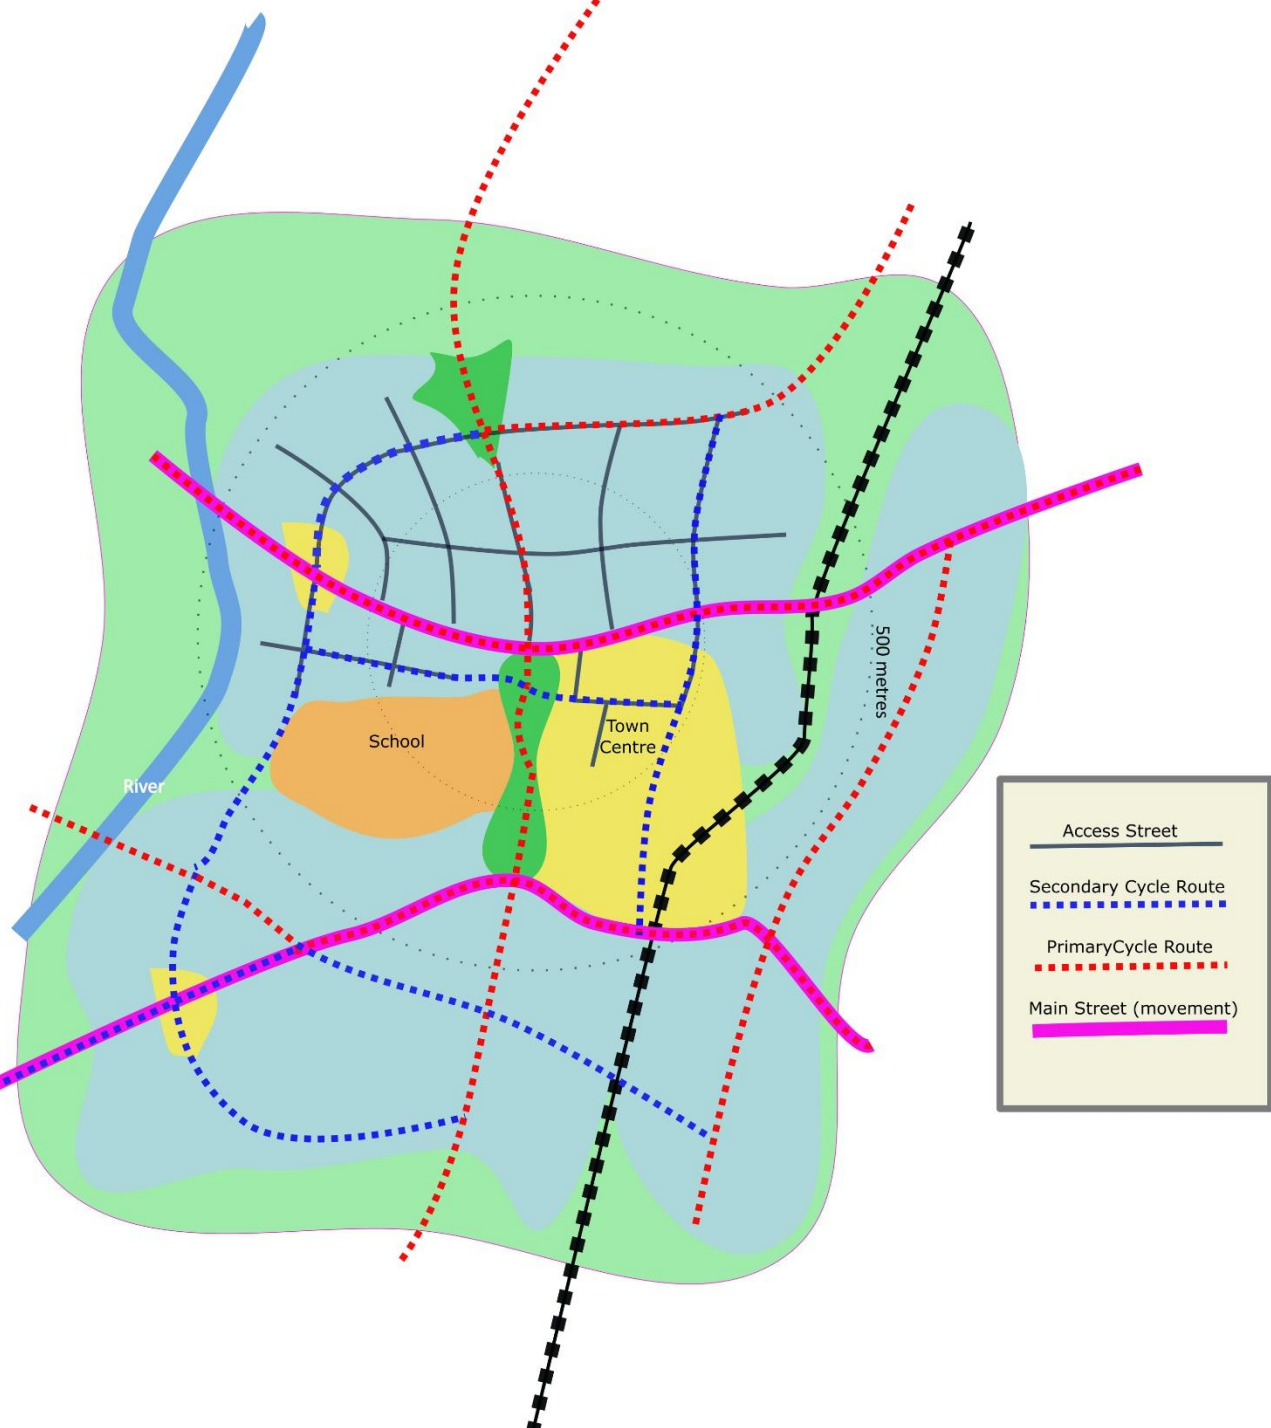 500 metres
School
Town
Centre
River
Access Street
Secondary Cycle Route
PrimaryCycle Route
Main Street (movement)